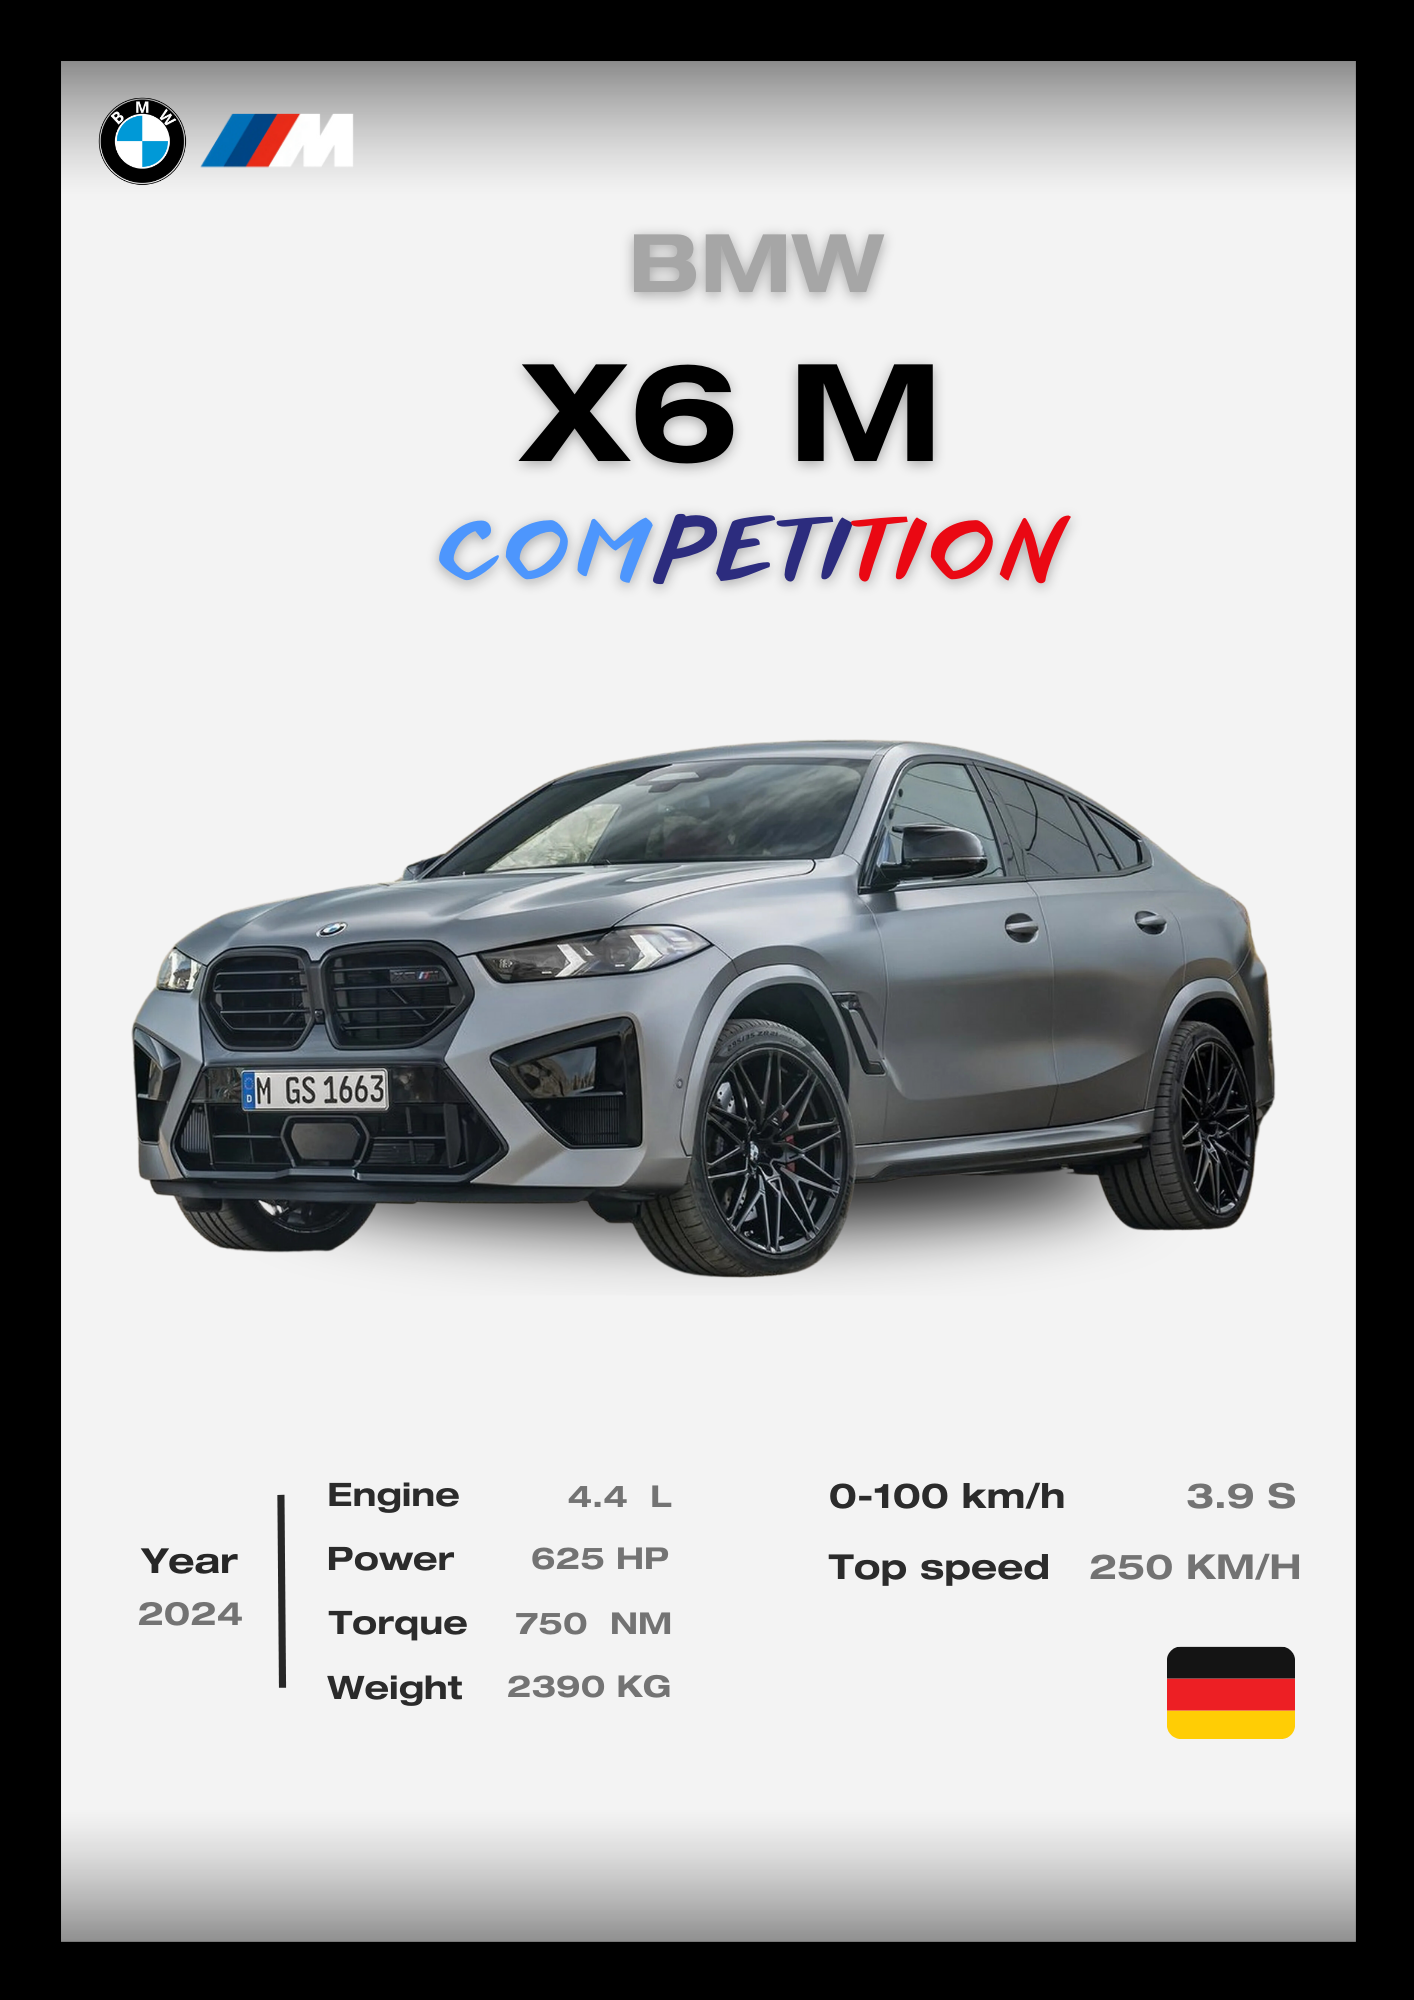 BMW
M
BMW
X6 M
COMPETITION
M GS 1663
D
Engine 4.4 L
Power 625 HP
Torque 750 NM
Weight 2390 KG
Year
2024
0-100 km/h 3.9 S
Top speed 250 KM/H